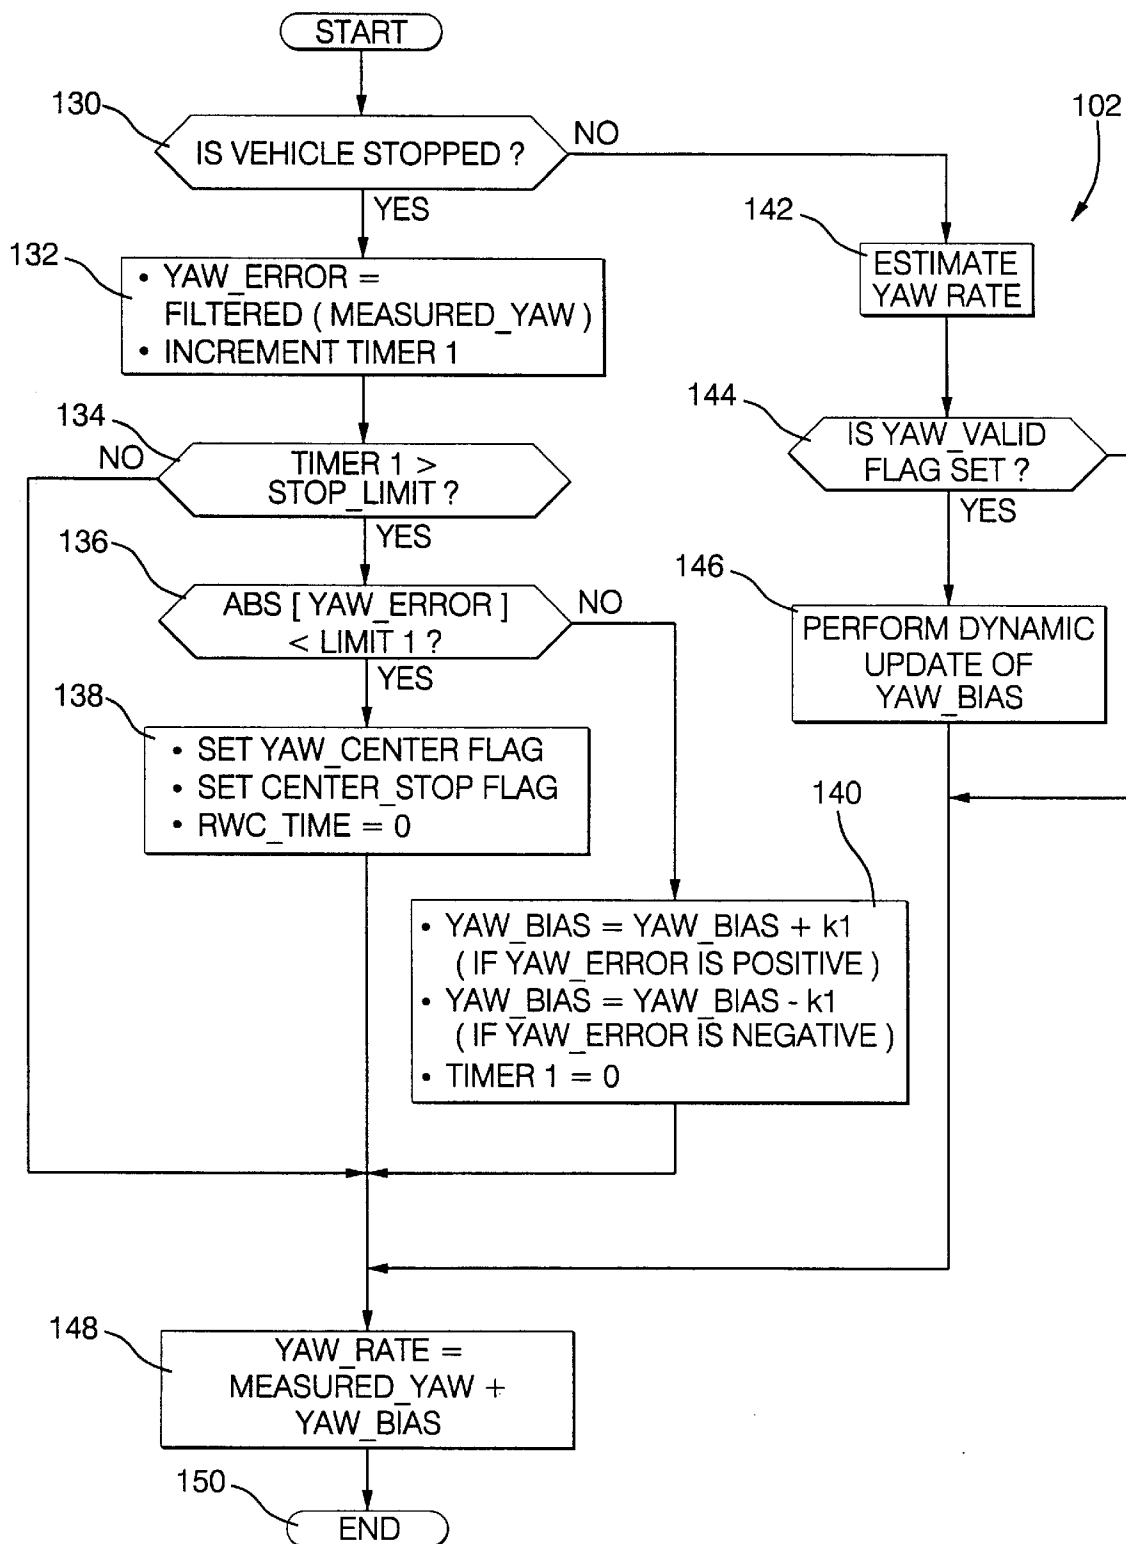 START
130
IS VEHICLE STOPPED ?
NO
102
YES
142
132
• YAW_ERROR =
FILTERED ( MEASURED_YAW )
• INCREMENT TIMER 1
ESTIMATE
YAW RATE
134
NO
TIMER 1 >
STOP_LIMIT ?
144
IS YAW_VALID
FLAG SET ?
YES
YES
136
ABS [ YAW_ERROR ]
< LIMIT 1 ?
NO
146
PERFORM DYNAMIC
UPDATE OF
YAW_BIAS
YES
138
• SET YAW_CENTER FLAG
• SET CENTER_STOP FLAG
• RWC_TIME = 0
140
• YAW_BIAS = YAW_BIAS + k1
( IF YAW_ERROR IS POSITIVE )
• YAW_BIAS = YAW_BIAS - k1
( IF YAW_ERROR IS NEGATIVE )
• TIMER 1 = 0
148
YAW_RATE =
MEASURED_YAW +
YAW_BIAS
150
END